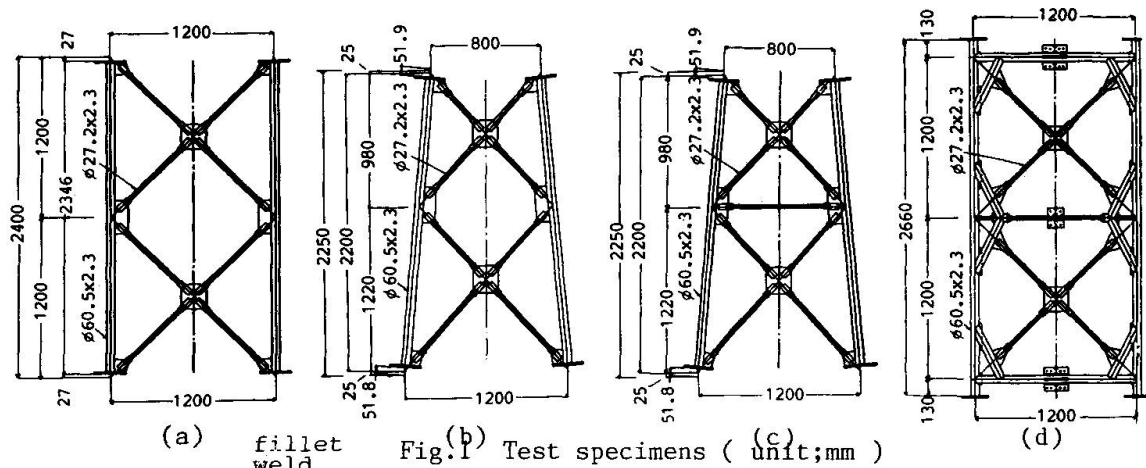 1200
27
2400
1200
2346
1200
27
ø27.2x2.3
ø60.5x2.3
1200
(a)
800
51.9
25
2250
2200
980
1220
ø27.2x2.3
ø60.5x2.3
25
51.8
1200
(b)
800
51.9
25
2250
2200
980
1220
ø27.2x2.3
ø60.5x2.3
25
51.8
1200
(c)
1200
130
2660
1200
1200
130
ø27.2x2.3
ø60.5x2.3
1200
(d)
fillet
weld
Fig.1 Test specimens ( unit;mm )